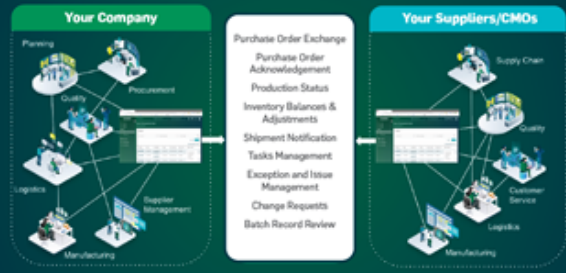 Your Company
Planning
Procurement
Quality
Logistics
Supplier
Management
Manufacturing
Purchase Order Exchange
Purchase Order
Acknowledgement
Production Status
Inventory Balances &
Adjustments
Shipment Notification
Tasks Management
Exception and Issue
Management
Change Requests
Batch Record Review
Your Suppliers/CMOs
Supply Chain
Quality
Customer
Service
Logistics
Manufacturing